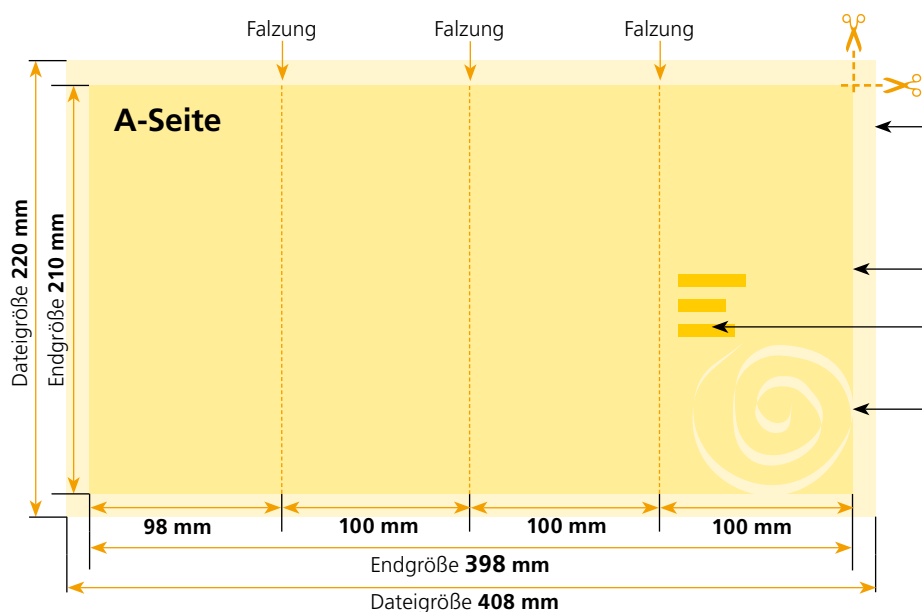 Falzung
Falzung
Falzung
A-Seite
Dateigröße 220 mm
Endgröße 210 mm
98 mm
100 mm
100 mm
100 mm
Endgröße 398 mm
Dateigröße 408 mm